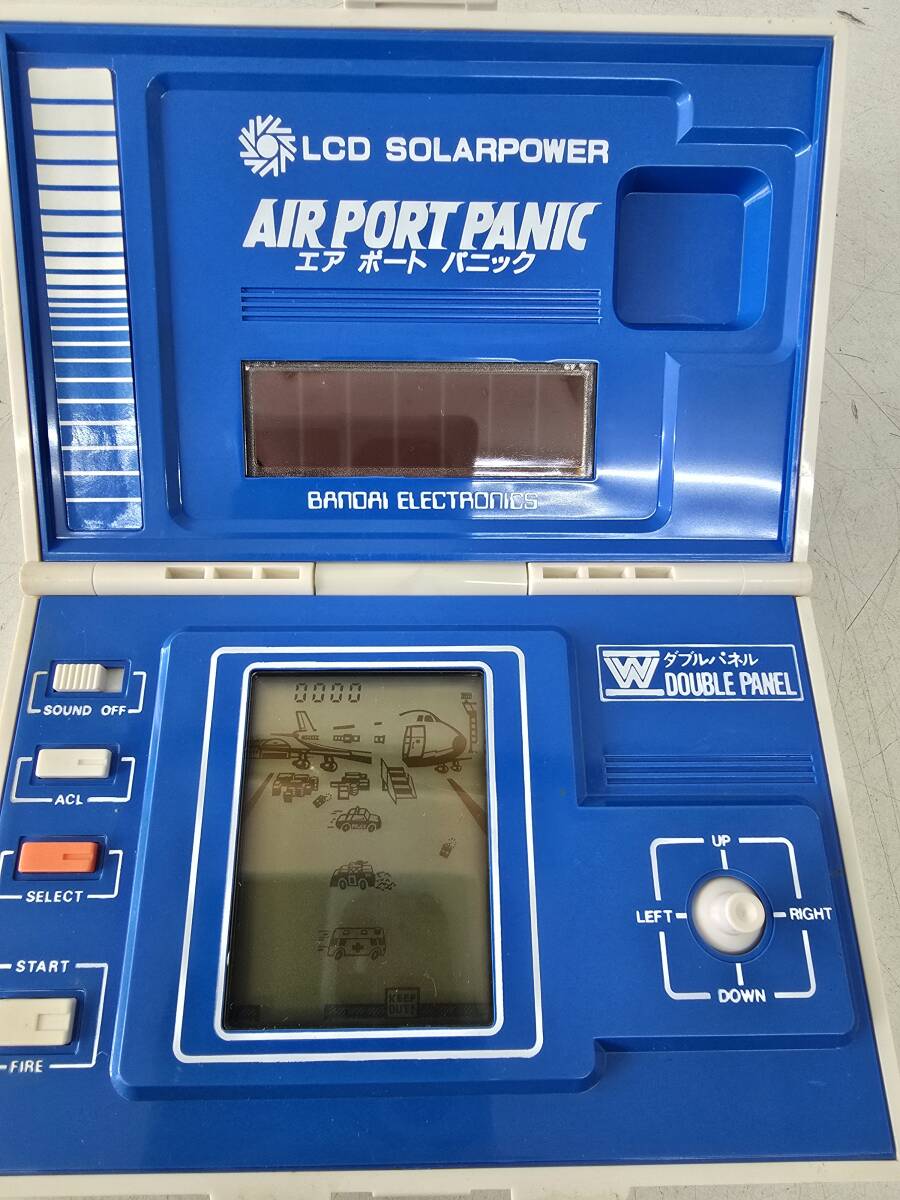 LCD SOLARPOWER
AIR PORT PANIC
エア ポート パニック
BANDAI ELECTRONICS
SOUND OFF
ACL
SELECT
START
FIRE
0000
KEEP
OUT!
W
ダブルパネル
DOUBLE PANEL
UP
LEFT
RIGHT
DOWN